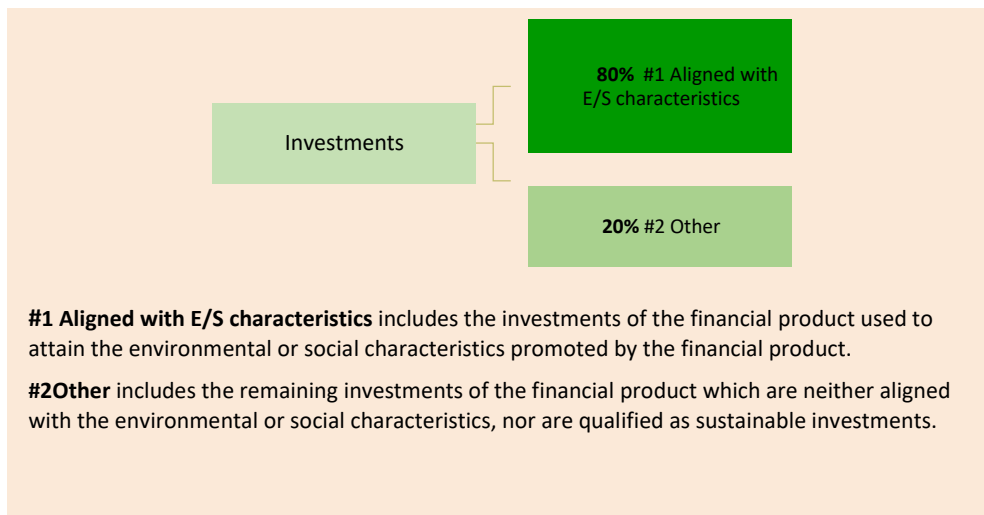 80% #1 Aligned with
E/S characteristics
Investments
20% #2 Other
#1 Aligned with E/S characteristics includes the investments of the financial product used to
attain the environmental or social characteristics promoted by the financial product.
#2Other includes the remaining investments of the financial product which are neither aligned
with the environmental or social characteristics, nor are qualified as sustainable investments.